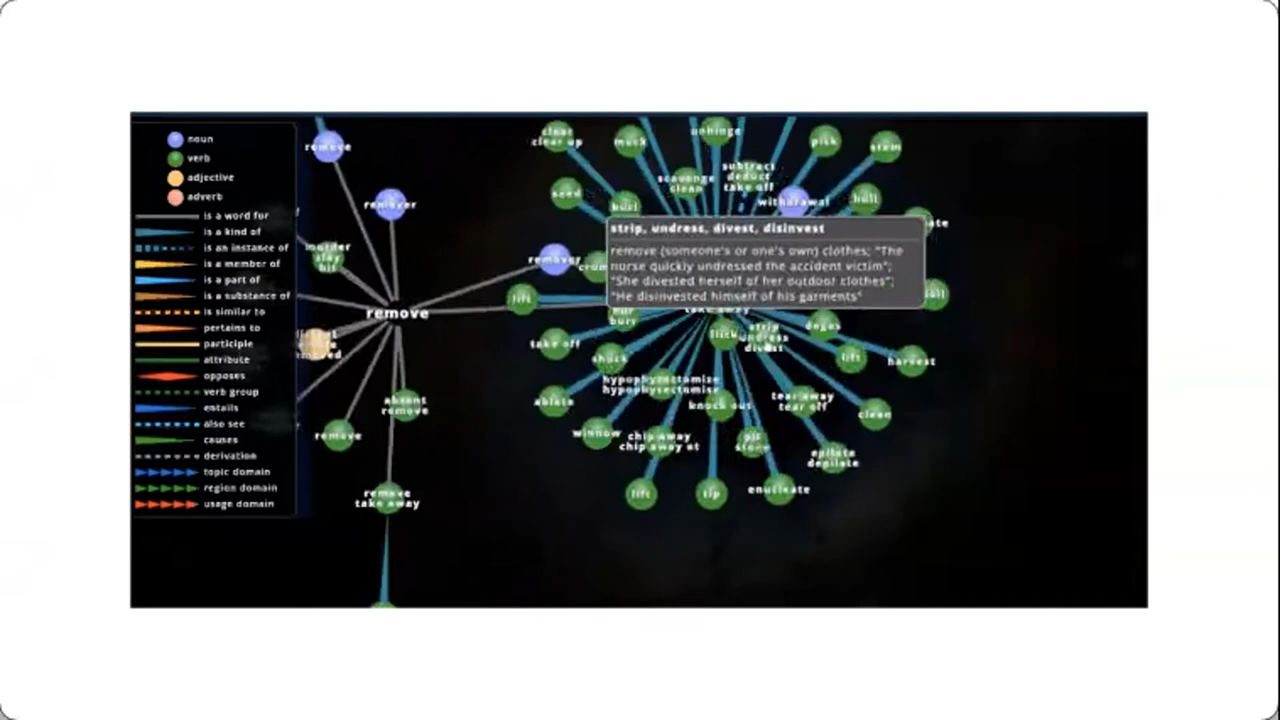 noun
verb
adjective
adverb
is a word for
is a kind of
is an instance of
is a member of
is a part of
is a substance of
is similar to
pertains to
participle
attribute
opposes
verb group
entails
also see
causes
derivation
topic domain
region domain
usage domain
remove
remover
murder
slay
hit
remover
remove
absent
remove
remove
remove
take away
clear
clear up
muck
unhinge
pick
stem
scavenge
clean
subtract
deduct
take off
seed
burl
withdrawal
hull
strip, undress, divest, disinvest
remove (someone's or one's own) clothes; "The
nurse quickly undressed the accident victim";
"She divested herself of her outdoor clothes";
"He disinvested himself of his garments"
lift
take away
bur
burr
take off
shuck
flick
strip
undress
divest
degas
lift
harvest
hypophysectomize
hypophysectomise
ablate
knock out
tear away
tear off
clean
winnow
chip away
chip away at
pit
stone
epilate
depilate
lift
tip
enucleate